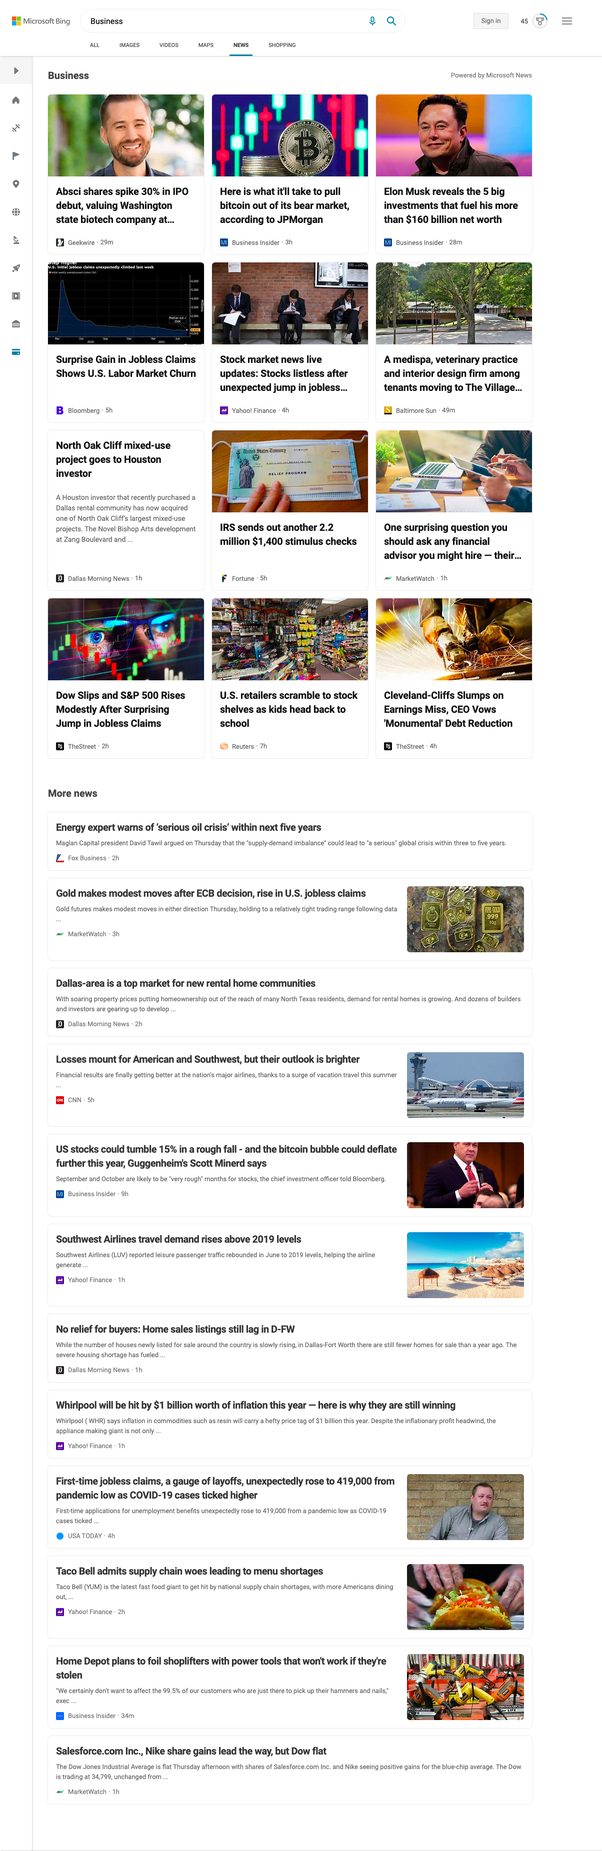 Microsoft Bing
Business
Sign in
45
ALL IMAGES VIDEOS MAPS NEWS SHOPPING
Business
Powered by Microsoft News
Absci shares spike 30% in IPO
debut, valuing Washington
state biotech company at...
Geekwire · 29m
Here is what it'll take to pull
bitcoin out of its bear market,
according to JPMorgan
Business Insider · 3h
Elon Musk reveals the 5 big
investments that fuel his more
than $160 billion net worth
Business Insider · 28m
U.S. initial jobless claims unexpectedly climbed last week
Surprise Gain in Jobless Claims
Shows U.S. Labor Market Churn
Bloomberg · 5h
Stock market news live
updates: Stocks listless after
unexpected jump in jobless...
Yahoo! Finance · 4h
A medispa, veterinary practice
and interior design firm among
tenants moving to The Village...
Baltimore Sun · 49m
North Oak Cliff mixed-use
project goes to Houston
investor
A Houston investor that recently purchased a
Dallas rental community has now acquired
one of North Oak Cliff's largest mixed-use
projects. The Novel Bishop Arts development
at Zang Boulevard and ...
Dallas Morning News · 1h
IRS sends out another 2.2
million $1,400 stimulus checks
Fortune · 5h
One surprising question you
should ask any financial
advisor you might hire — their...
MarketWatch · 1h
Dow Slips and S&P 500 Rises
Modestly After Surprising
Jump in Jobless Claims
TheStreet · 2h
U.S. retailers scramble to stock
shelves as kids head back to
school
Reuters · 7h
Cleveland-Cliffs Slumps on
Earnings Miss, CEO Vows
'Monumental' Debt Reduction
TheStreet · 4h
More news
Energy expert warns of 'serious oil crisis' within next five years
Maglan Capital president David Tawil argued on Thursday that the "supply-demand imbalance" could lead to "a serious" global crisis within three to five years.
Fox Business · 2h
Gold makes modest moves after ECB decision, rise in U.S. jobless claims
Gold futures makes modest moves in either direction Thursday, holding to a relatively tight trading range following data
...
MarketWatch · 3h
Dallas-area is a top market for new rental home communities
With soaring property prices putting homeownership out of the reach of many North Texas residents, demand for rental homes is growing. And dozens of builders
and investors are gearing up to develop ...
Dallas Morning News · 2h
Losses mount for American and Southwest, but their outlook is brighter
Financial results are finally getting better at the nation's major airlines, thanks to a surge of vacation travel this summer
...
CNN · 5h
US stocks could tumble 15% in a rough fall - and the bitcoin bubble could deflate
further this year, Guggenheim's Scott Minerd says
September and October are likely to be "very rough" months for stocks, the chief investment officer told Bloomberg.
Business Insider · 9h
Southwest Airlines travel demand rises above 2019 levels
Southwest Airlines (LUV) reported leisure passenger traffic rebounded in June to 2019 levels, helping the airline
generate ...
Yahoo! Finance · 1h
No relief for buyers: Home sales listings still lag in D-FW
While the number of houses newly listed for sale around the country is slowly rising, in Dallas-Fort Worth there are still fewer homes for sale than a year ago. The
severe housing shortage has fueled ...
Dallas Morning News · 1h
Whirlpool will be hit by $1 billion worth of inflation this year — here is why they are still winning
Whirlpool ( WHR) says inflation in commodities such as resin will carry a hefty price tag of $1 billion this year. Despite the inflationary profit headwind, the
appliance making giant is not only ...
Yahoo! Finance · 1h
First-time jobless claims, a gauge of layoffs, unexpectedly rose to 419,000 from
pandemic low as COVID-19 cases ticked higher
First-time applications for unemployment benefits unexpectedly rose to 419,000 from a pandemic low as COVID-19
cases ticked ...
USA TODAY · 4h
Taco Bell admits supply chain woes leading to menu shortages
Taco Bell (YUM) is the latest fast food giant to get hit by national supply chain shortages, with more Americans dining
out, ...
Yahoo! Finance · 2h
Home Depot plans to foil shoplifters with power tools that won't work if they're
stolen
"We certainly don't want to affect the 99.5% of our customers who are just there to pick up their hammers and nails,"
exec ...
Business Insider · 34m
Salesforce.com Inc., Nike share gains lead the way, but Dow flat
The Dow Jones Industrial Average is flat Thursday afternoon with shares of Salesforce.com Inc. and Nike seeing positive gains for the blue-chip average. The Dow
is trading at 34,799, unchanged from ...
MarketWatch · 1h